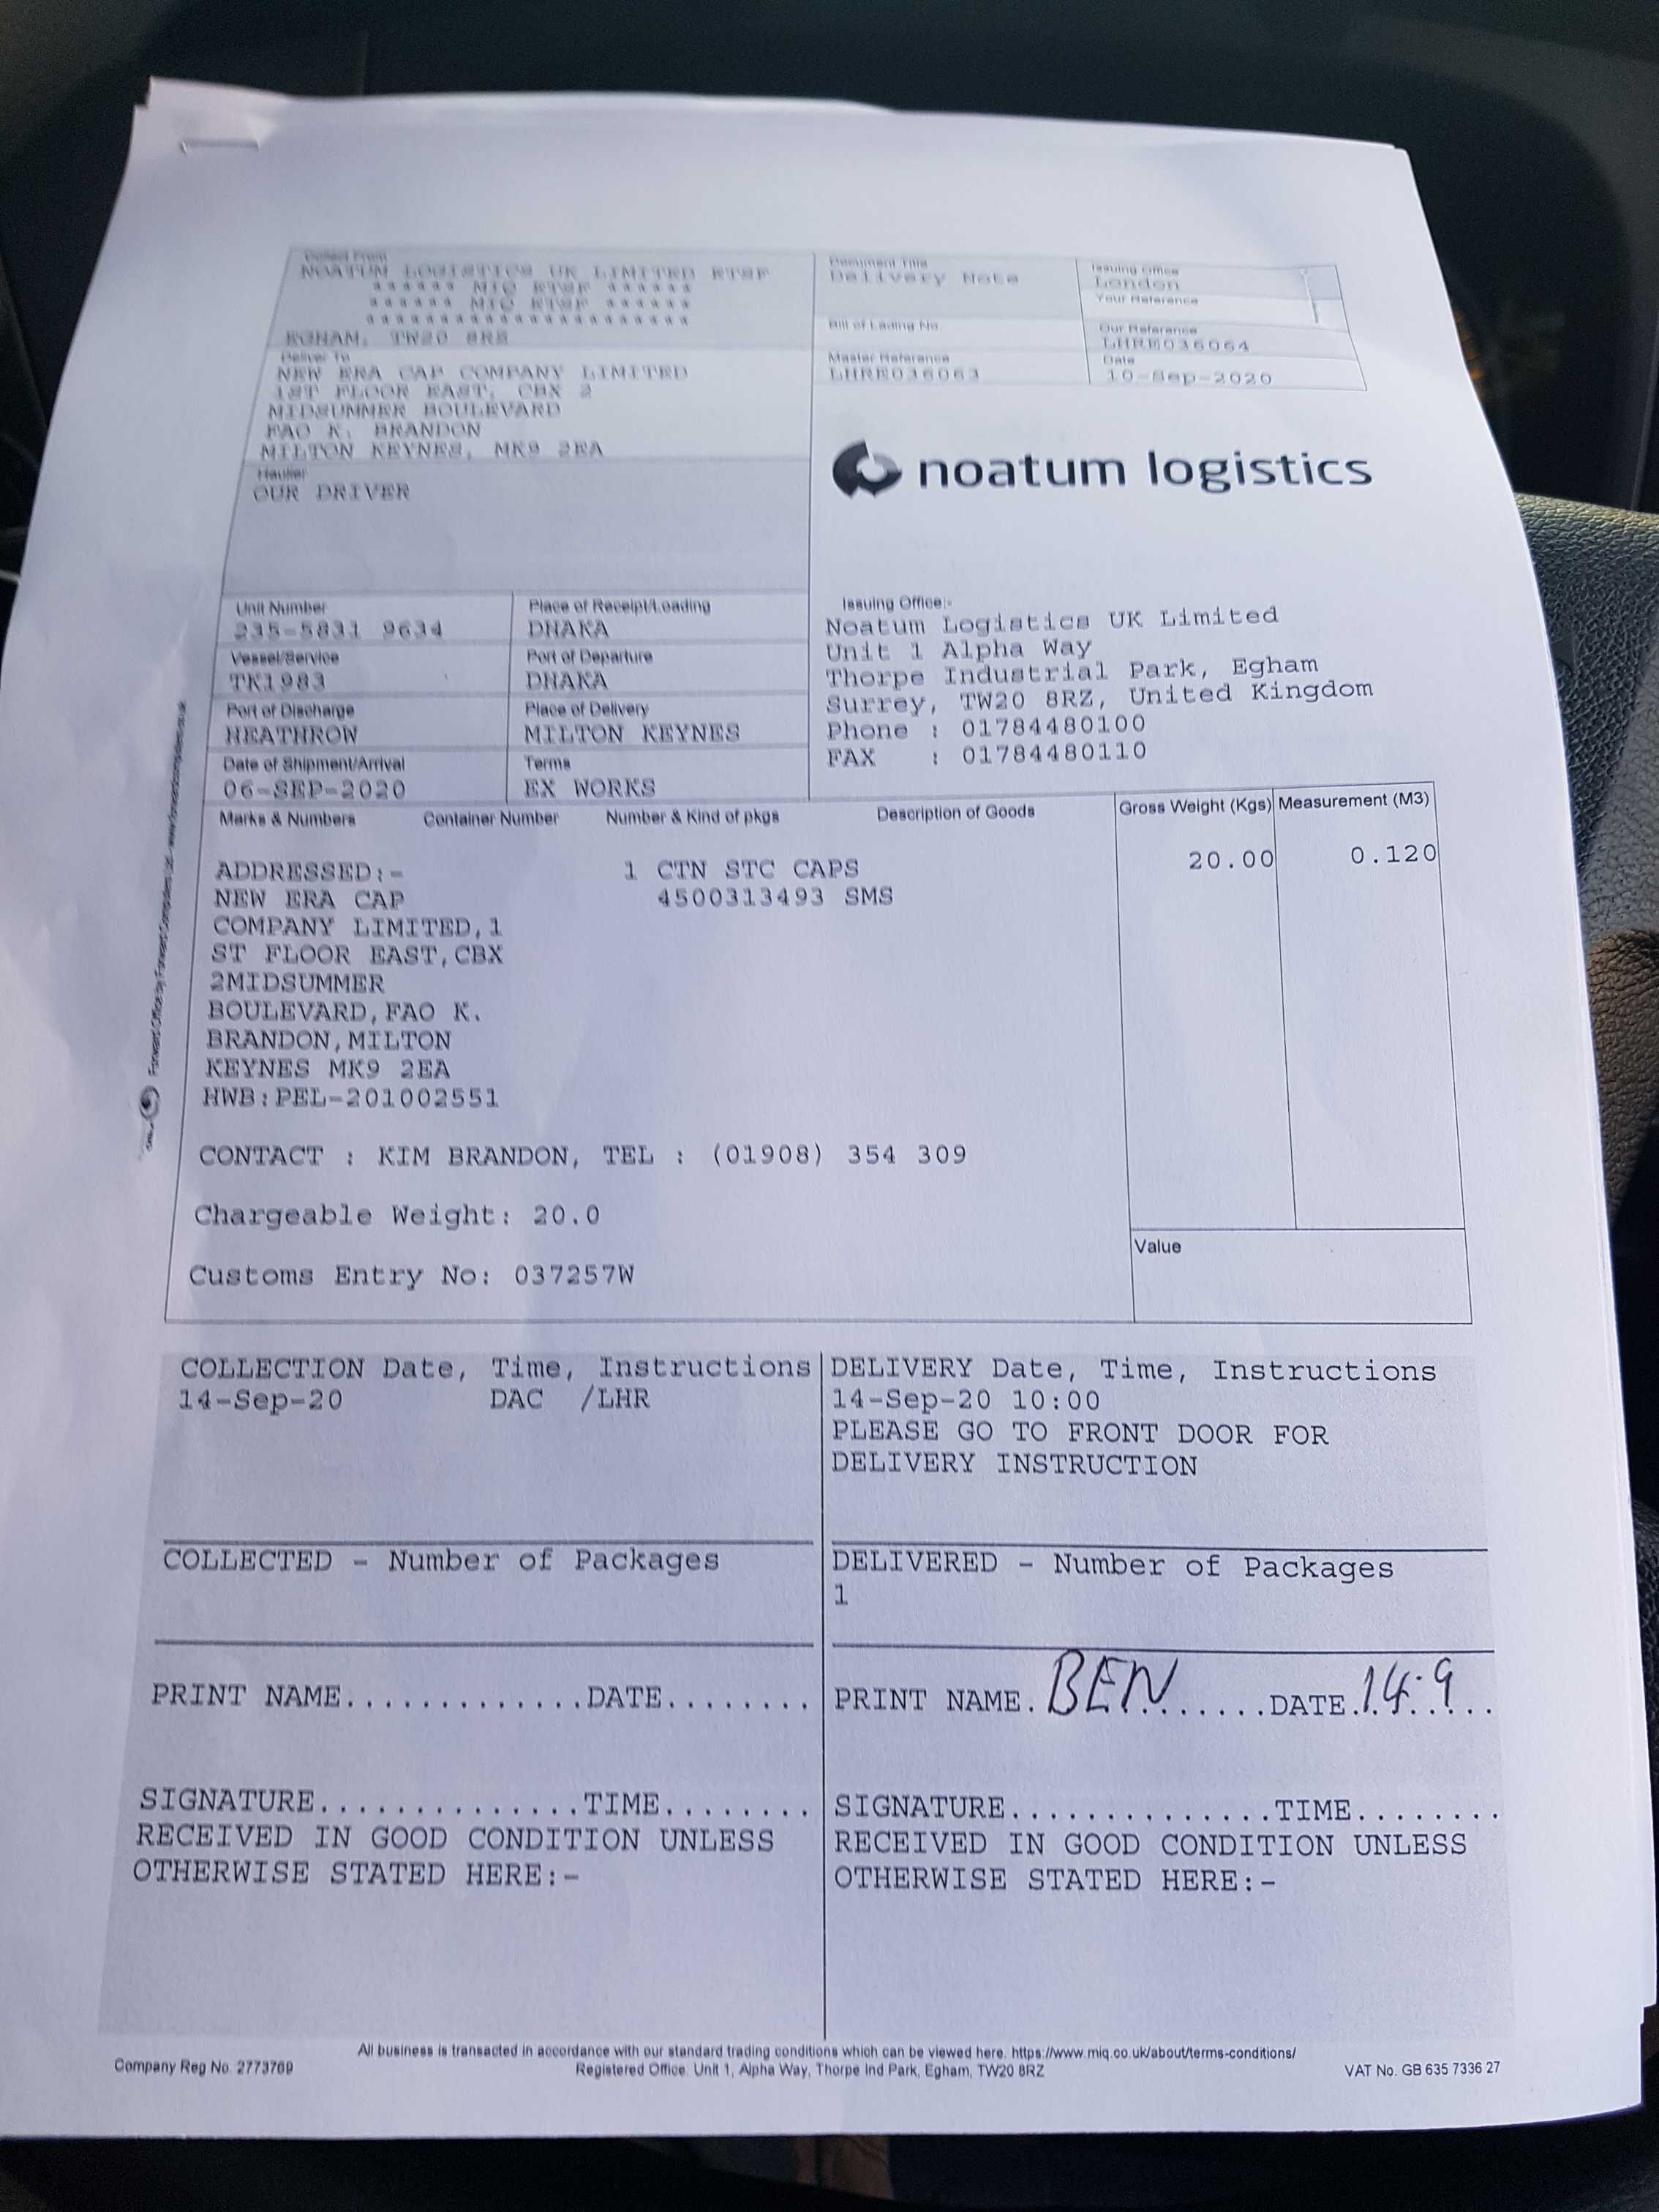 Collect From
NOATUM LOGISTICS UK LIMITED ETSF
****** MIQ ETSF ******
****** MIQ ETSF ******
**********************
EGHAM, TW20 8RZ
Document Title
Delivery Note
Issuing Office
London
Your Reference
Bill of Lading No.
Our Reference
LHRE036064
Master Reference
LHRE036063
Date
10-Sep-2020
Deliver To
NEW ERA CAP COMPANY LIMITED
1ST FLOOR EAST, CBX 2
MIDSUMMER BOULEVARD
FAO K. BRANDON
MILTON KEYNES, MK9 2EA
Haulier
OUR DRIVER
noatum logistics
Unit Number
235-5831 9634
Place of Receipt/Loading
DHAKA
Vessel/Service
TK1983
Port of Departure
DHAKA
Port of Discharge
HEATHROW
Place of Delivery
MILTON KEYNES
Date of Shipment/Arrival
06-SEP-2020
Terms
EX WORKS
Issuing Office:-
Noatum Logistics UK Limited
Unit 1 Alpha Way
Thorpe Industrial Park, Egham
Surrey, TW20 8RZ, United Kingdom
Phone : 01784480100
FAX : 01784480110
Marks & Numbers Container Number Number & Kind of pkgs Description of Goods Gross Weight (Kgs) Measurement (M3)
ADDRESSED:- 1 CTN STC CAPS 20.00 0.120
NEW ERA CAP 4500313493 SMS
COMPANY LIMITED,1
ST FLOOR EAST,CBX
2MIDSUMMER
BOULEVARD,FAO K.
BRANDON,MILTON
KEYNES MK9 2EA
HWB:PEL-201002551
CONTACT : KIM BRANDON, TEL : (01908) 354 309
Chargeable Weight: 20.0
Value
Customs Entry No: 037257W
COLLECTION Date, Time, Instructions
14-Sep-20 DAC /LHR
DELIVERY Date, Time, Instructions
14-Sep-20 10:00
PLEASE GO TO FRONT DOOR FOR
DELIVERY INSTRUCTION
COLLECTED - Number of Packages
DELIVERED - Number of Packages
1
PRINT NAME.............DATE........
PRINT NAME. BEN ......DATE.14.9...
SIGNATURE..............TIME........
RECEIVED IN GOOD CONDITION UNLESS
OTHERWISE STATED HERE:-
SIGNATURE..............TIME........
RECEIVED IN GOOD CONDITION UNLESS
OTHERWISE STATED HERE:-
All business is transacted in accordance with our standard trading conditions which can be viewed here. https://www.miq.co.uk/about/terms-conditions/
Company Reg No. 2773769
Registered Office. Unit 1, Alpha Way, Thorpe Ind Park, Egham, TW20 8RZ
VAT No. GB 635 7336 27